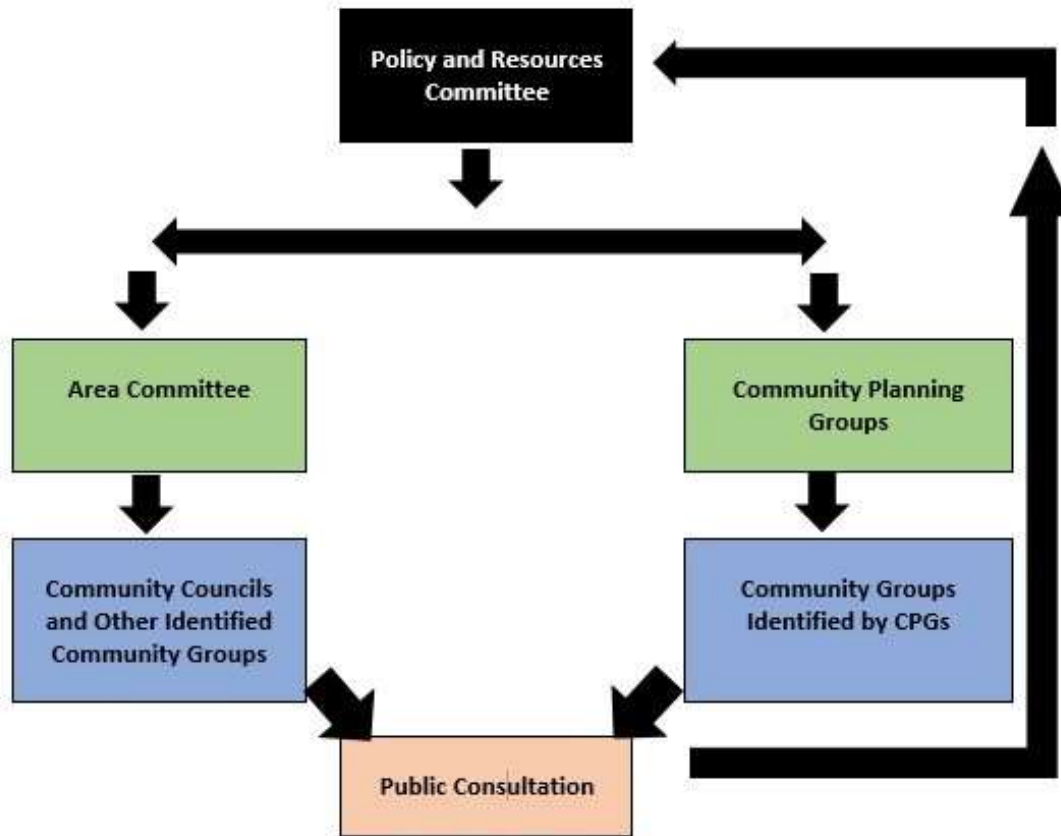 Policy and Resources
Committee
Area Committee
Community Planning
Groups
Community Councils
and Other Identified
Community Groups
Community Groups
Identified by CPGs
Public Consultation